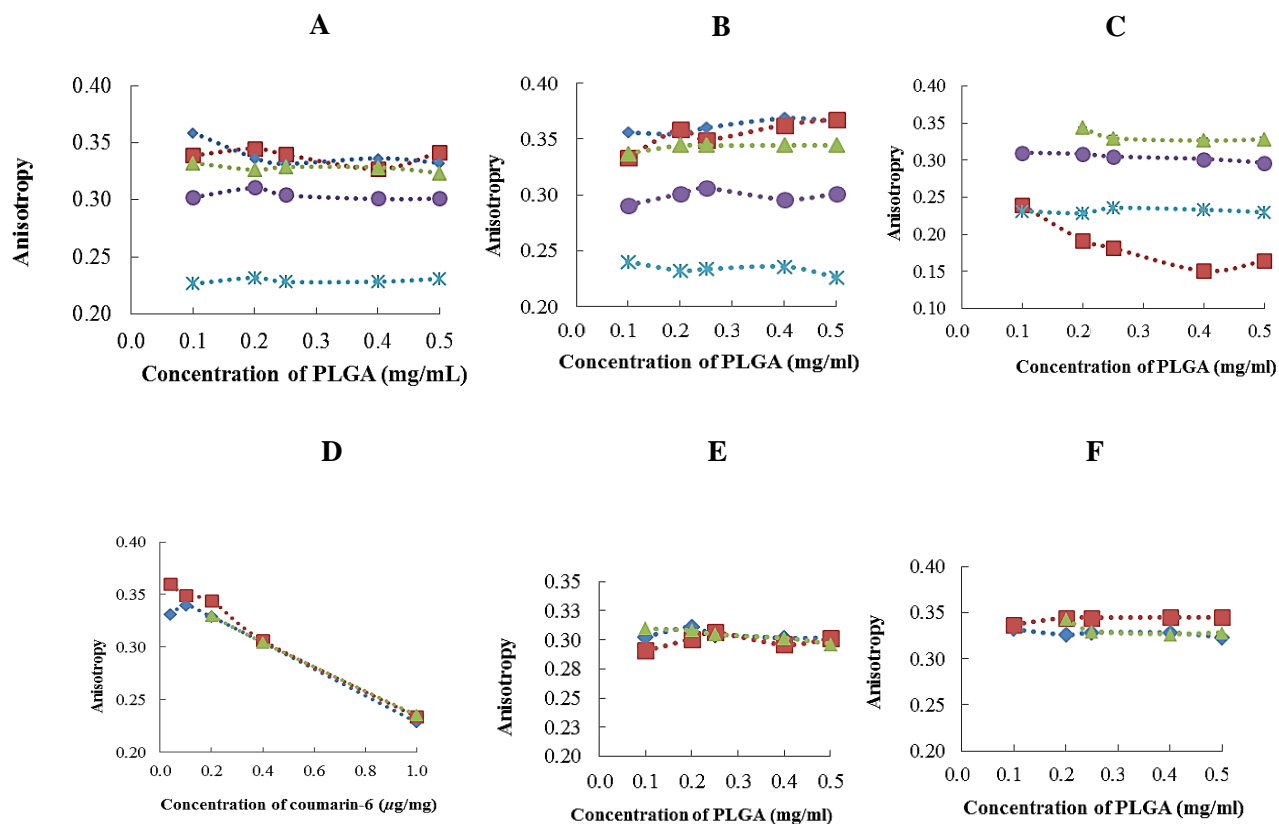 A
0.40
0.35
0.30
0.25
0.20
0.0 0.1 0.2 0.3 0.4 0.5
Anisotropy
Concentration of PLGA (mg/mL)
B
0.40
0.35
0.30
0.25
0.20
0.0 0.1 0.2 0.3 0.4 0.5
Anisotropry
Concentration of PLGA (mg/ml)
C
0.40
0.35
0.30
0.25
0.20
0.15
0.10
0.0 0.1 0.2 0.3 0.4 0.5
Anisotropry
Concentration of PLGA (mg/ml)
D
0.40
0.35
0.30
0.25
0.20
0.0 0.2 0.4 0.6 0.8 1.0
Anisotropy
Concentration of coumarin-6 (µg/mg)
E
0.35
0.33
0.30
0.28
0.25
0.23
0.20
0.0 0.1 0.2 0.3 0.4 0.5
Anisotropy
Concentration of PLGA (mg/ml)
F
0.40
0.35
0.30
0.25
0.20
0.0 0.1 0.2 0.3 0.4 0.5
Anisotropy
Concentration of PLGA (mg/ml)